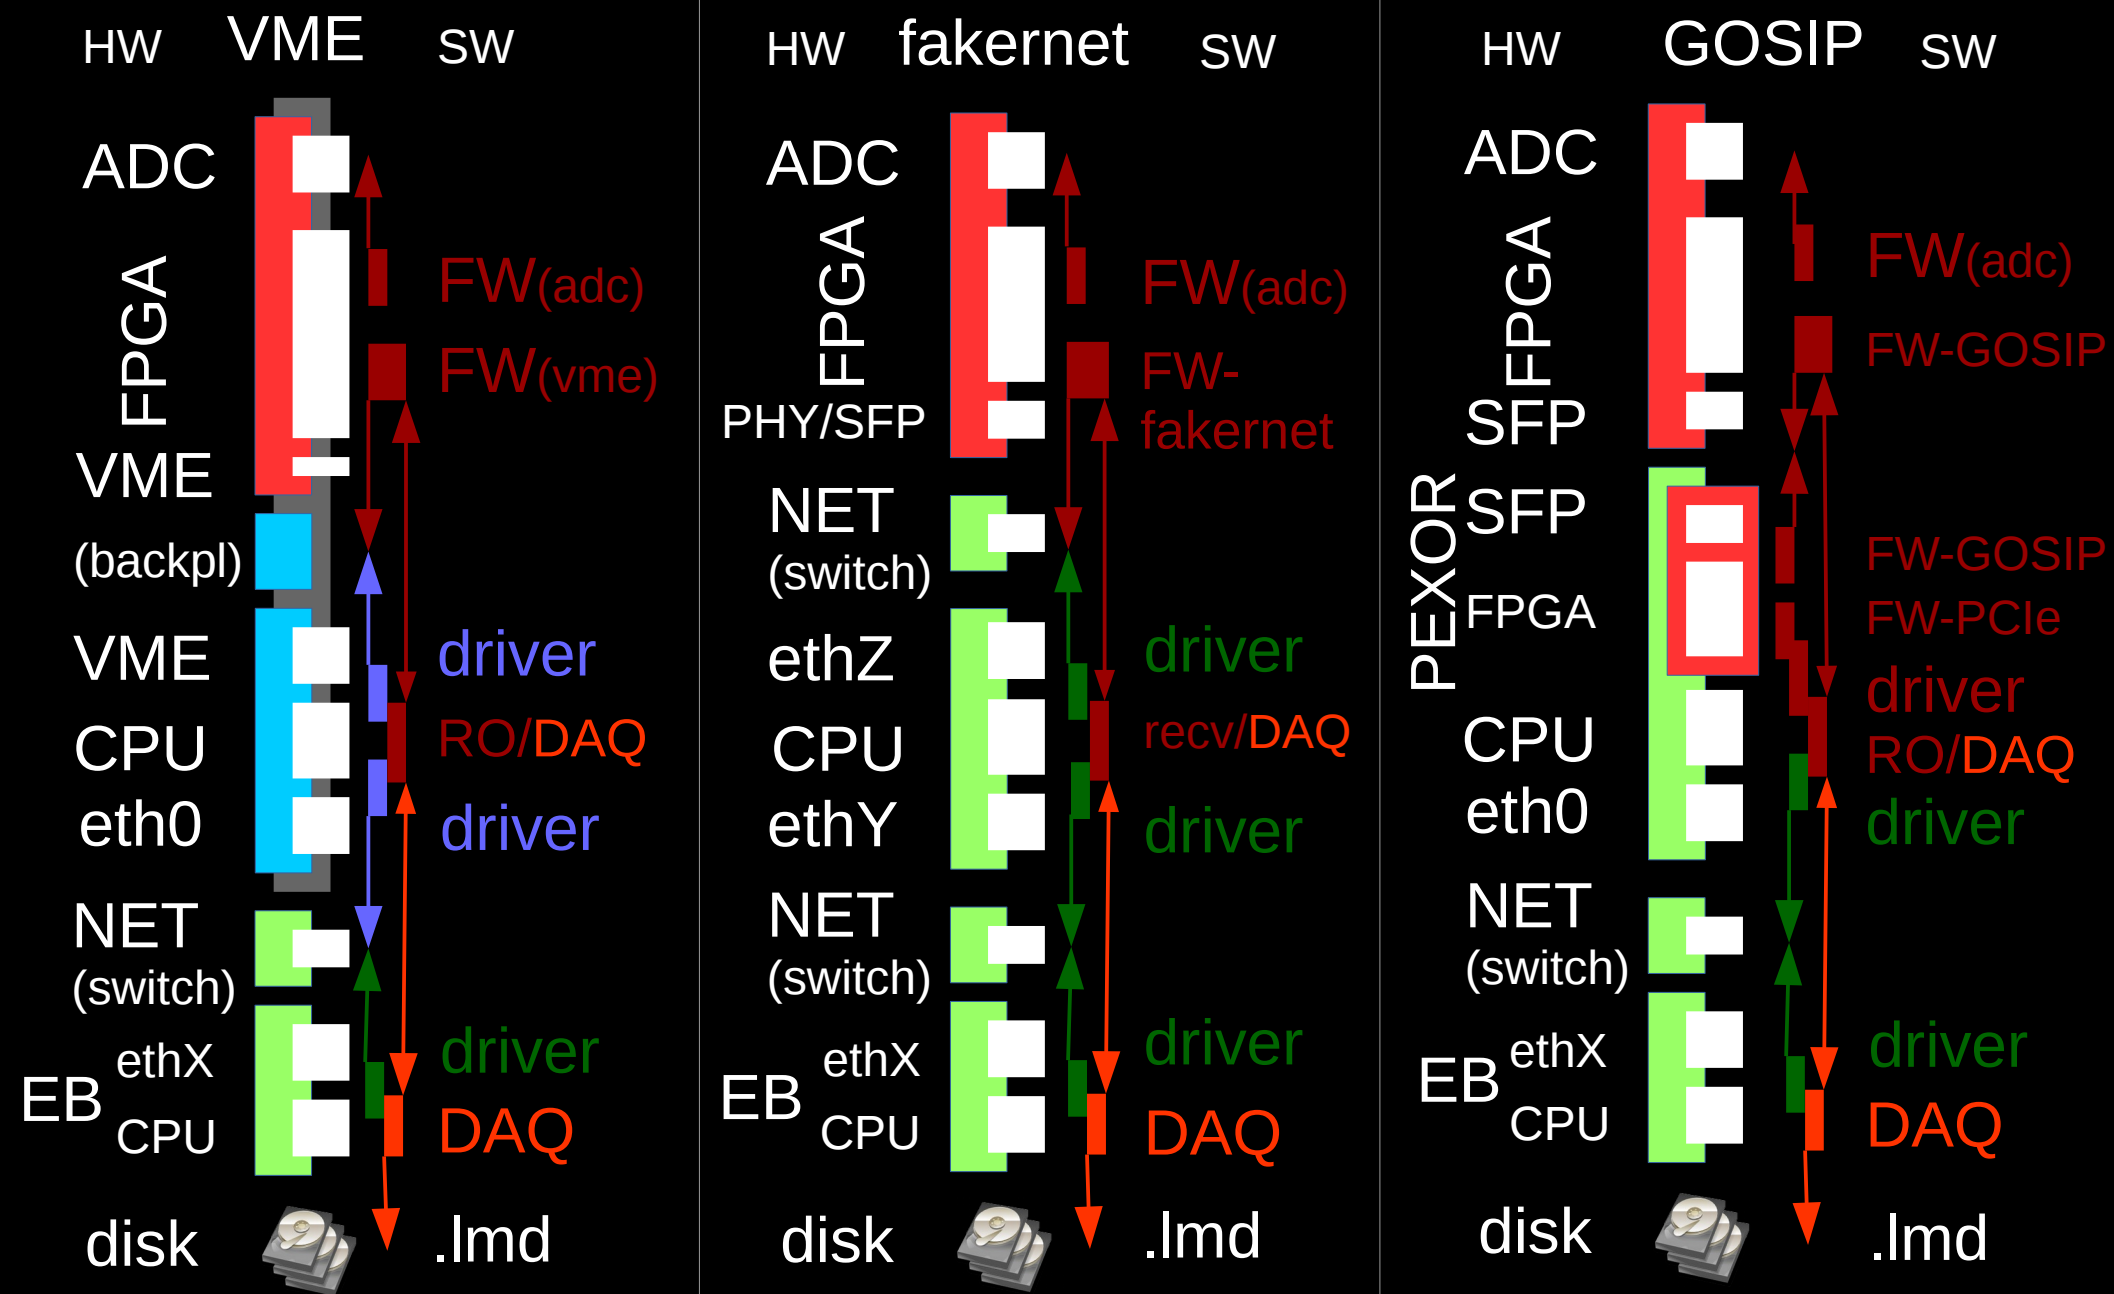 HW VME SW
ADC
FPGA
FW(adc)
FW(vme)
VME
(backpl)
VME
driver
CPU
RO/DAQ
eth0
driver
NET
(switch)
EB
ethX
driver
CPU
DAQ
disk
.lmd
HW fakernet SW
ADC
FPGA
FW(adc)
FW-
fakernet
PHY/SFP
NET
(switch)
ethZ
driver
CPU
recv/DAQ
ethY
driver
NET
(switch)
EB
ethX
driver
CPU
DAQ
disk
.lmd
HW GOSIP SW
ADC
FPGA
FW(adc)
FW-GOSIP
SFP
PEXOR
SFP
FW-GOSIP
FPGA
FW-PCIe
driver
CPU
RO/DAQ
eth0
driver
NET
(switch)
EB
ethX
driver
CPU
DAQ
disk
.lmd